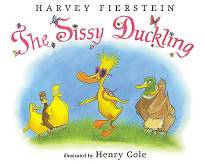 HARVEY FIERSTEIN
The Sissy Duckling
illustrated by Henry Cole